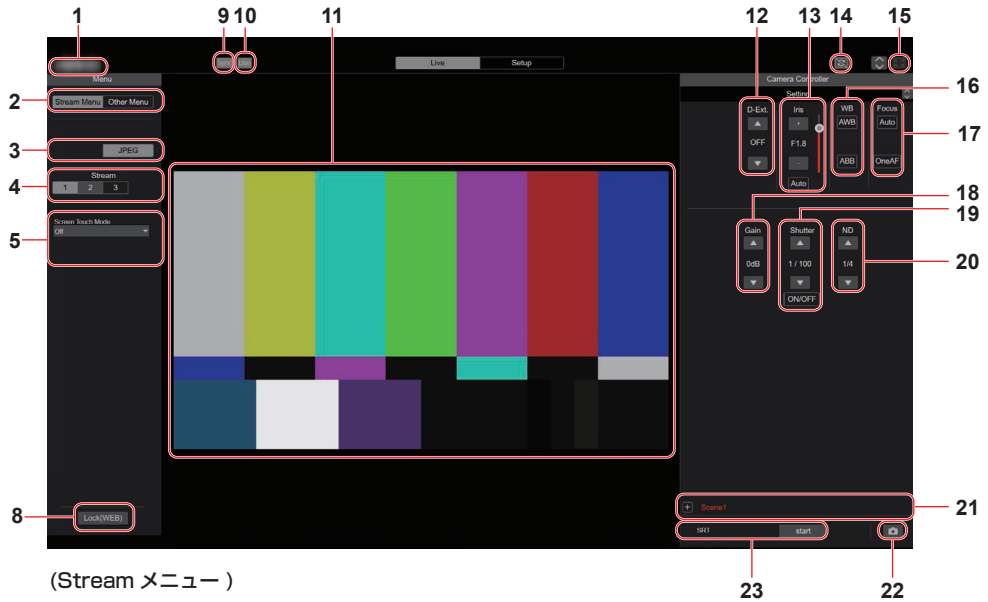 1
9
10
11
12
13
14
15
Sync
User
Live
Setup
Menu
Camera Controller
Setting
2
Stream Menu
Other Menu
3
JPEG
4
Stream
1
2
3
5
Screen Touch Mode
Off
D-Ext.
OFF
Iris
+
F1.8
-
Auto
WB
AWB
ABB
Focus
Auto
OneAF
16
17
18
19
20
Gain
0dB
Shutter
1 / 100
ON/OFF
ND
1/4
8
Lock(WEB)
+
Scene1
21
SRT
start
23
22
(Stream メニュー )